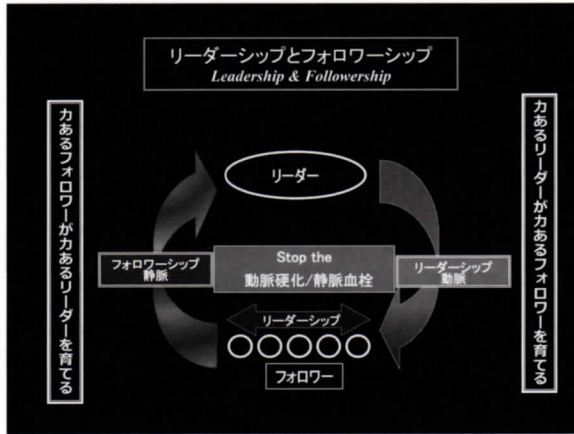 リーダーシップとフォロワーシップ
Leadership & Followership
力あるフォロワーが力あるリーダーを育てる
力あるリーダーが力あるフォロワーを育てる
リーダー
フォロワーシップ
静脈
Stop the
動脈硬化/静脈血栓
リーダーシップ
動脈
リーダーシップ
フォロワー